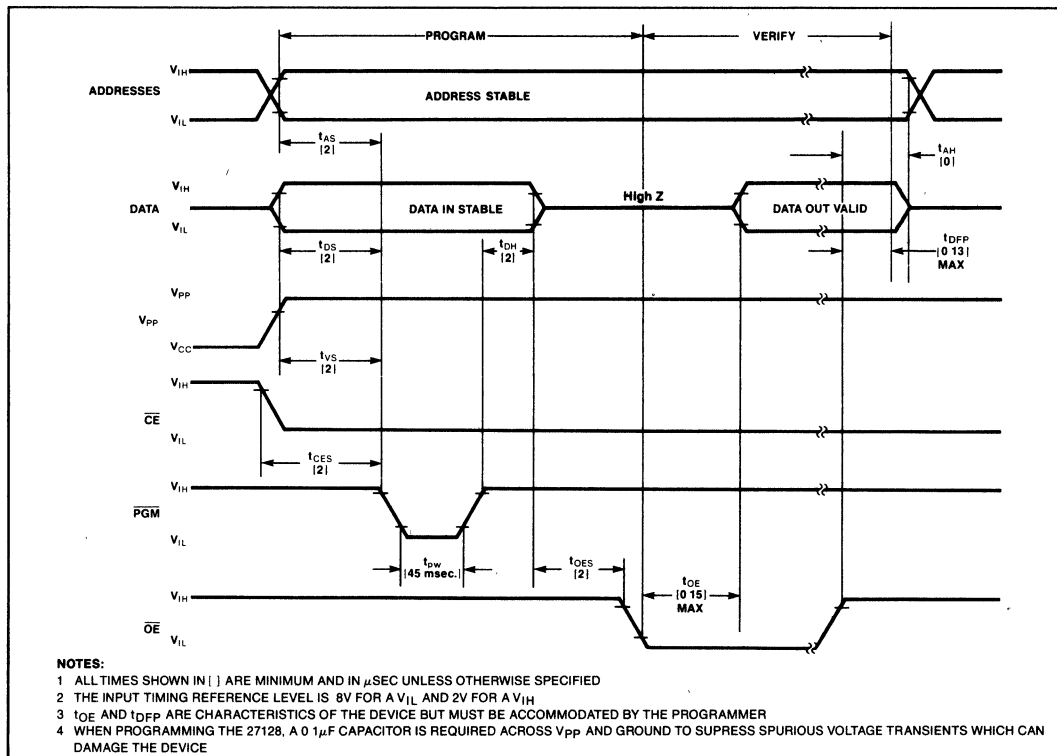 PROGRAM
VERIFY
VIH
ADDRESSES
ADDRESS STABLE
VIL
tAS
[2]
tAH
[0]
VIH
DATA
DATA IN STABLE
High Z
DATA OUT VALID
VIL
tDS
[2]
tDH
[2]
tDFP
[0 13]
MAX
VPP
VPP
VCC
tVS
[2]
VIH
CE
VIL
tCES
[2]
VIH
PGM
VIL
tpw
[45 msec.]
tOES
[2]
tOE
[0 15]
MAX
VIH
OE
VIL
NOTES:
1 ALL TIMES SHOWN IN [ ] ARE MINIMUM AND IN μSEC UNLESS OTHERWISE SPECIFIED
2 THE INPUT TIMING REFERENCE LEVEL IS 8V FOR A VIL AND 2V FOR A VIH
3 tOE AND tDFP ARE CHARACTERISTICS OF THE DEVICE BUT MUST BE ACCOMMODATED BY THE PROGRAMMER
4 WHEN PROGRAMMING THE 27128, A 0 1μF CAPACITOR IS REQUIRED ACROSS VPP AND GROUND TO SUPRESS SPURIOUS VOLTAGE TRANSIENTS WHICH CAN
DAMAGE THE DEVICE